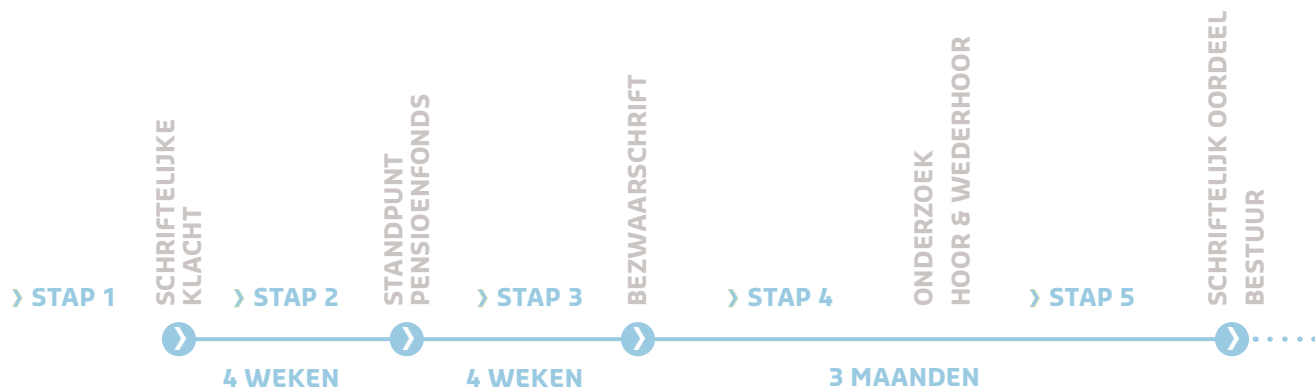 STAP 1
SCHRIFTELIJKE
KLACHT
STAP 2
STANDPUNT
PENSIOENFONDS
STAP 3
BEZWAARSCHRIFT
STAP 4
ONDERZOEK
HOOR & WEDERHOOR
STAP 5
SCHRIFTELIJK OORDEEL
BESTUUR
4 WEKEN
4 WEKEN
3 MAANDEN